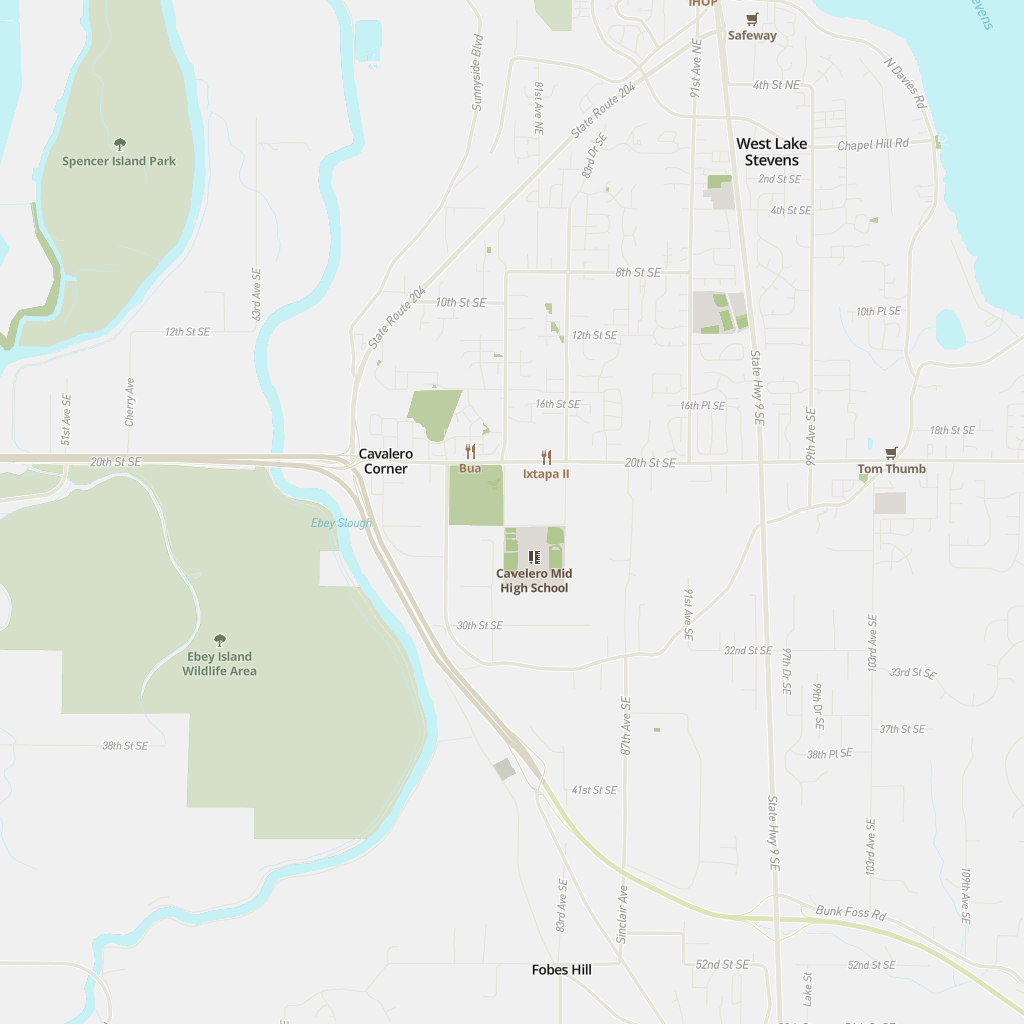 IHOP
Safeway
Stevens
Sunnyside Blvd
91st Ave NE
N Davies Rd
4th St NE
81st Ave NE
State Route 204
83rd Dr SE
West Lake
Stevens
Chapel Hill Rd
Spencer Island Park
2nd St SE
4th St SE
8th St SE
63rd Ave SE
10th St SE
State Route 204
10th Pl SE
12th St SE
12th St SE
State Hwy 9 SE
Cherry Ave
51st Ave SE
16th St SE
16th Pl SE
99th Ave SE
18th St SE
Cavalero
Corner
20th St SE
Bua
Ixtapa II
20th St SE
Tom Thumb
Ebey Slough
Cavelero Mid
High School
91st Ave SE
30th St SE
103rd Ave SE
Ebey Island
Wildlife Area
32nd St SE
97th Dr SE
33rd St SE
99th Dr SE
87th Ave SE
37th St SE
38th St SE
38th Pl SE
41st St SE
State Hwy 9 SE
103rd Ave SE
109th Ave SE
83rd Ave SE
Sinclair Ave
Bunk Foss Rd
Fobes Hill
52nd St SE
52nd St SE
Lake St